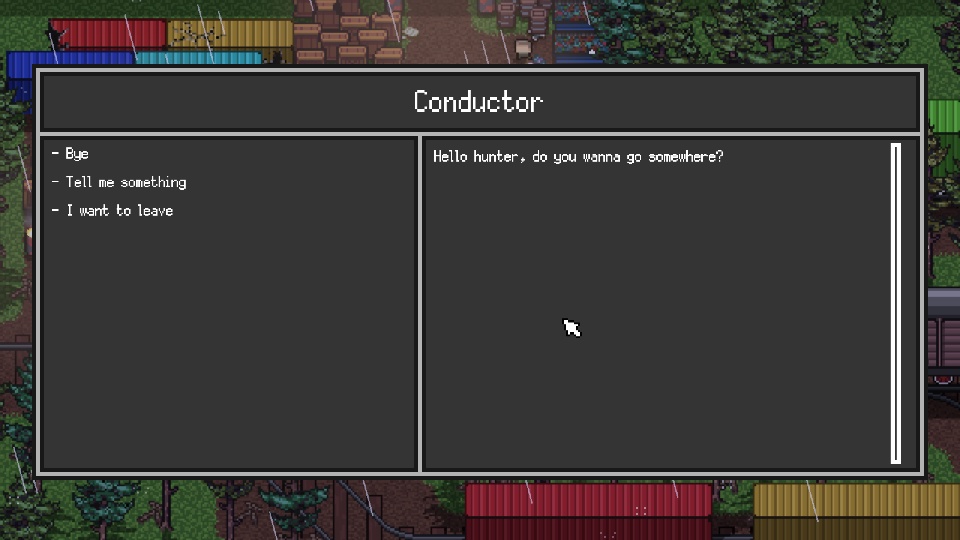 Conductor
- Bye
- Tell me something
- I want to leave
Hello hunter, do you wanna go somewhere?